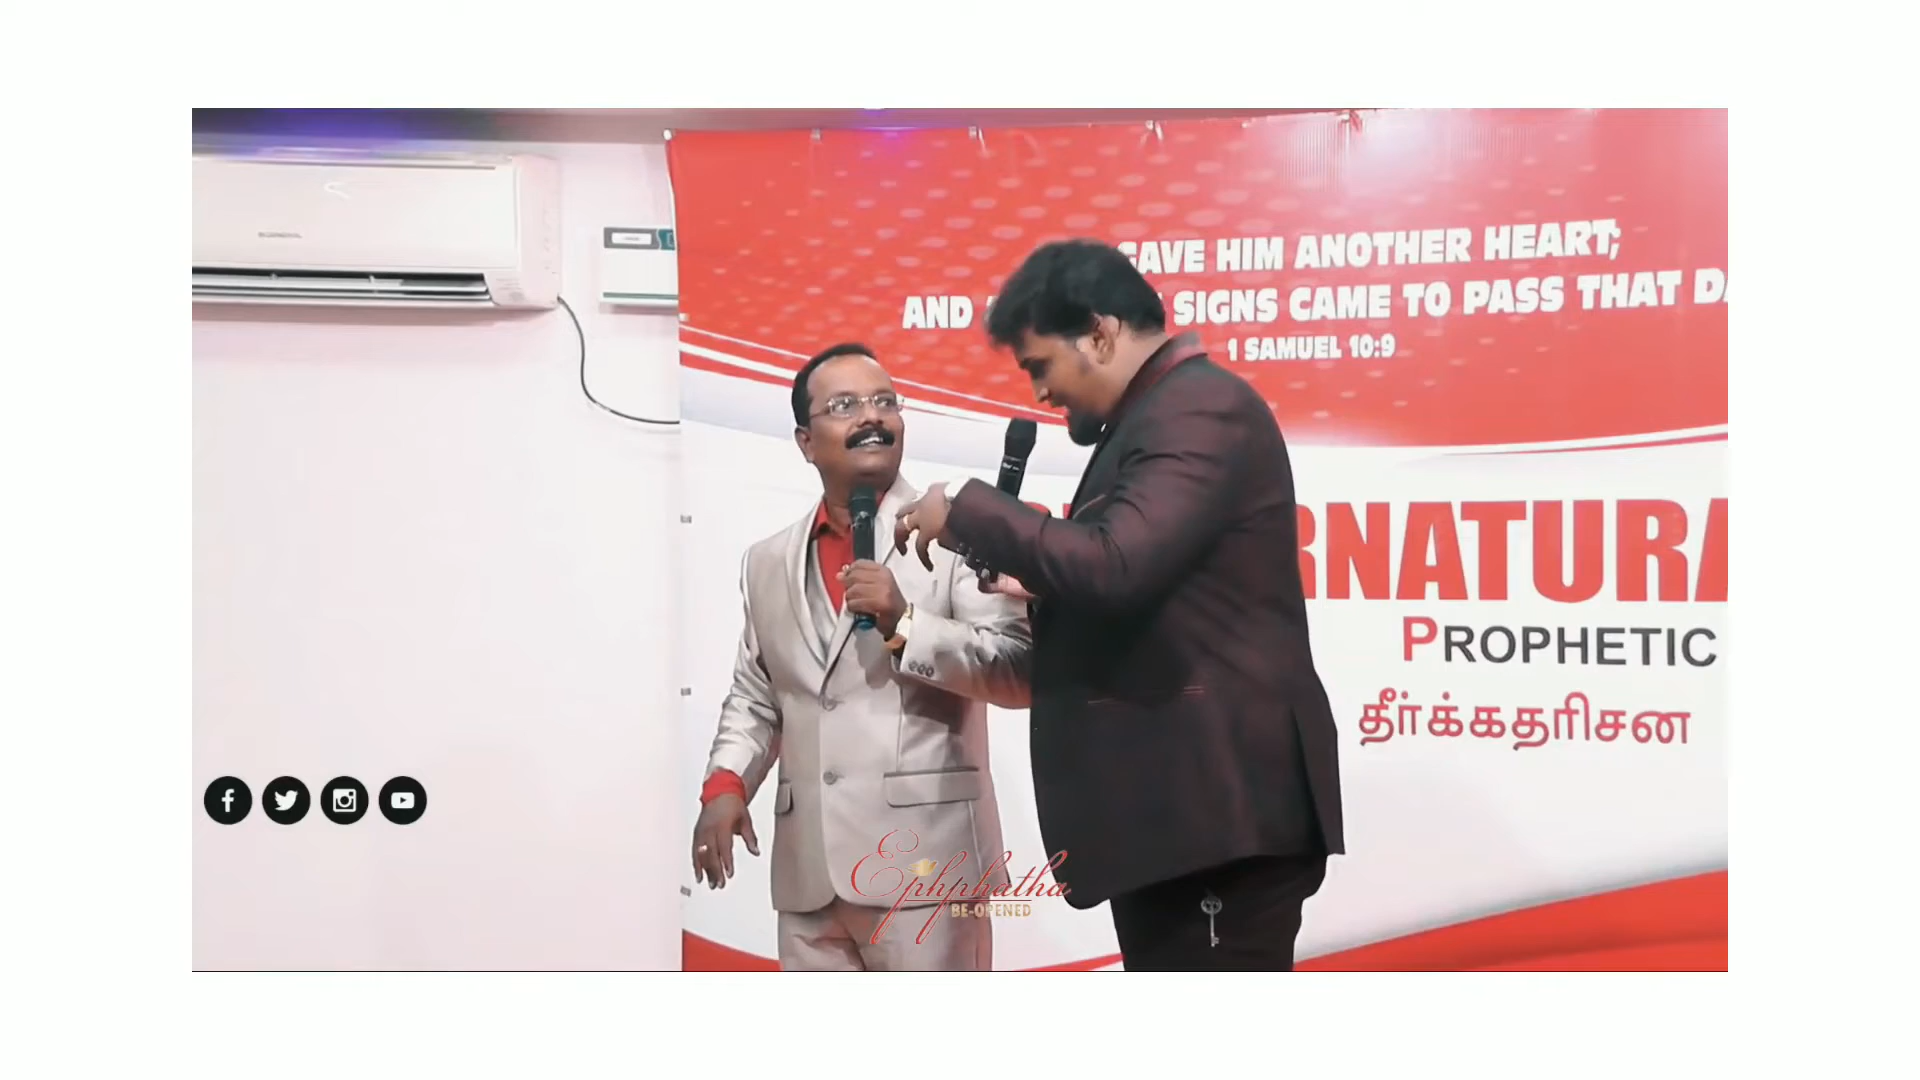 GAVE HIM ANOTHER HEART;
AND SIGNS CAME TO PASS THAT
1 SAMUEL 10:9
PROPHETIC
தீர்க்கதரிசன
Ephphatha
BE-OPENED